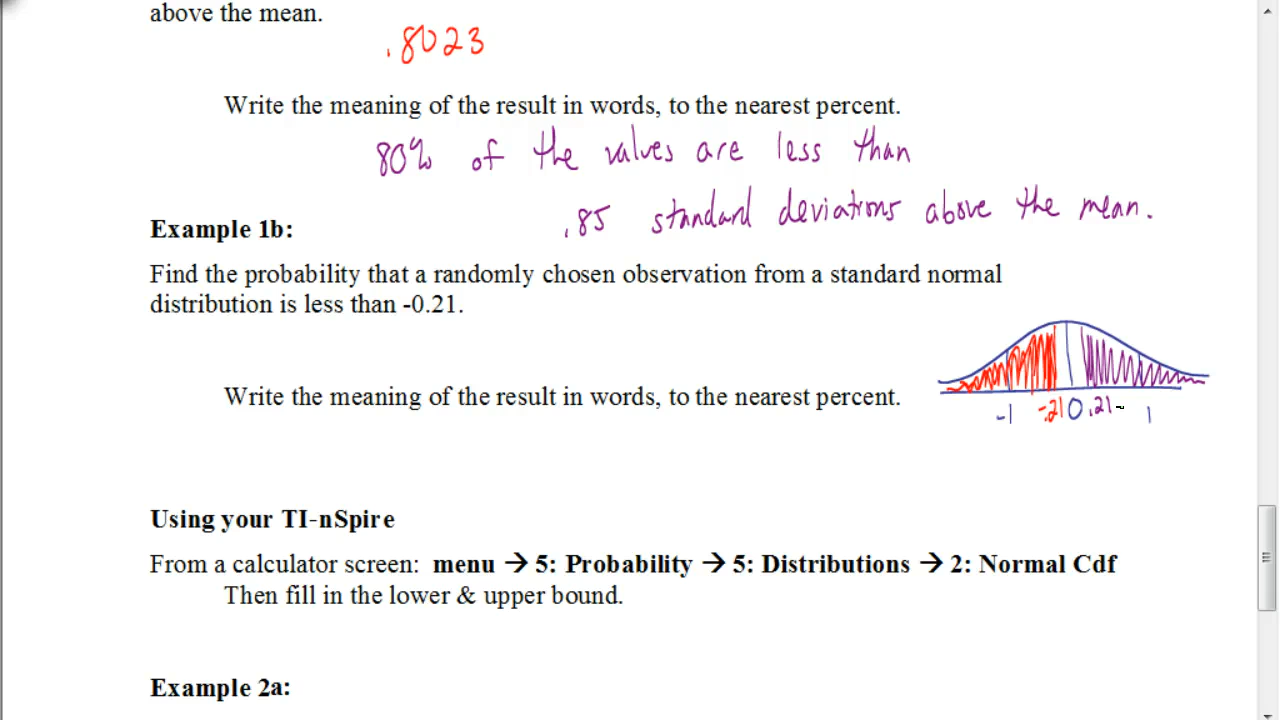 above the mean.
.8023
Write the meaning of the result in words, to the nearest percent.
80% of the values are less than
.85 standard deviations above the mean.
Example 1b:
Find the probability that a randomly chosen observation from a standard normal
distribution is less than -0.21.
Write the meaning of the result in words, to the nearest percent.
-1 -.21 0 .21 1
Using your TI-nSpire
From a calculator screen: menu → 5: Probability → 5: Distributions → 2: Normal Cdf
Then fill in the lower & upper bound.
Example 2a: